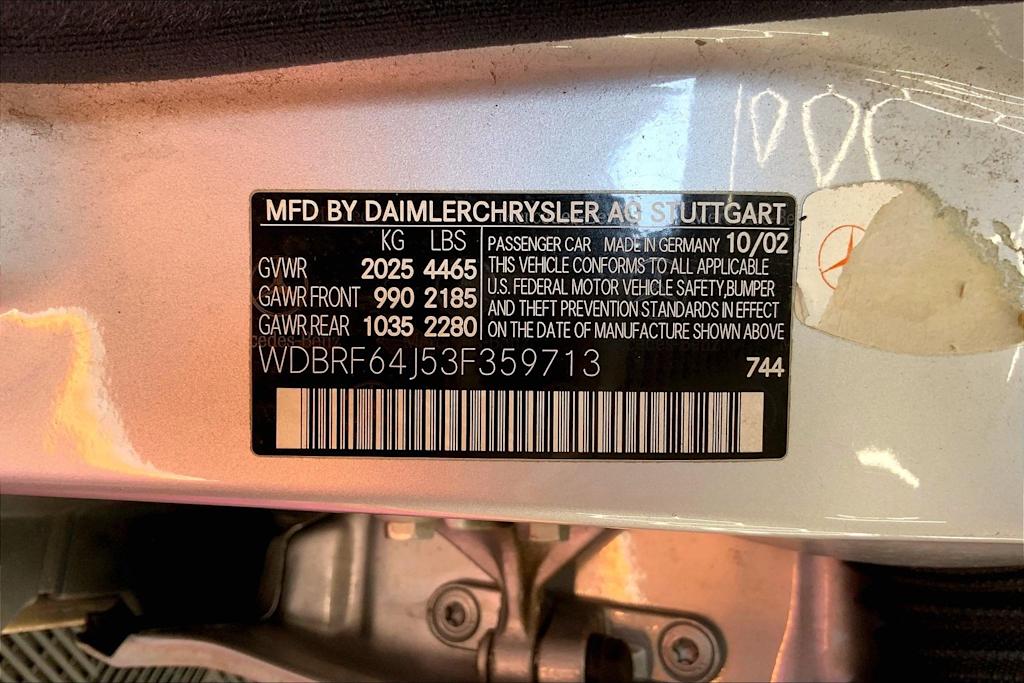 MFD BY DAIMLERCHRYSLER AG STUTTGART
KG LBS
GVWR 2025 4465
GAWR FRONT 990 2185
GAWR REAR 1035 2280
PASSENGER CAR MADE IN GERMANY 10/02
THIS VEHICLE CONFORMS TO ALL APPLICABLE
U.S. FEDERAL MOTOR VEHICLE SAFETY,BUMPER
AND THEFT PREVENTION STANDARDS IN EFFECT
ON THE DATE OF MANUFACTURE SHOWN ABOVE
WDBRF64J53F359713
744